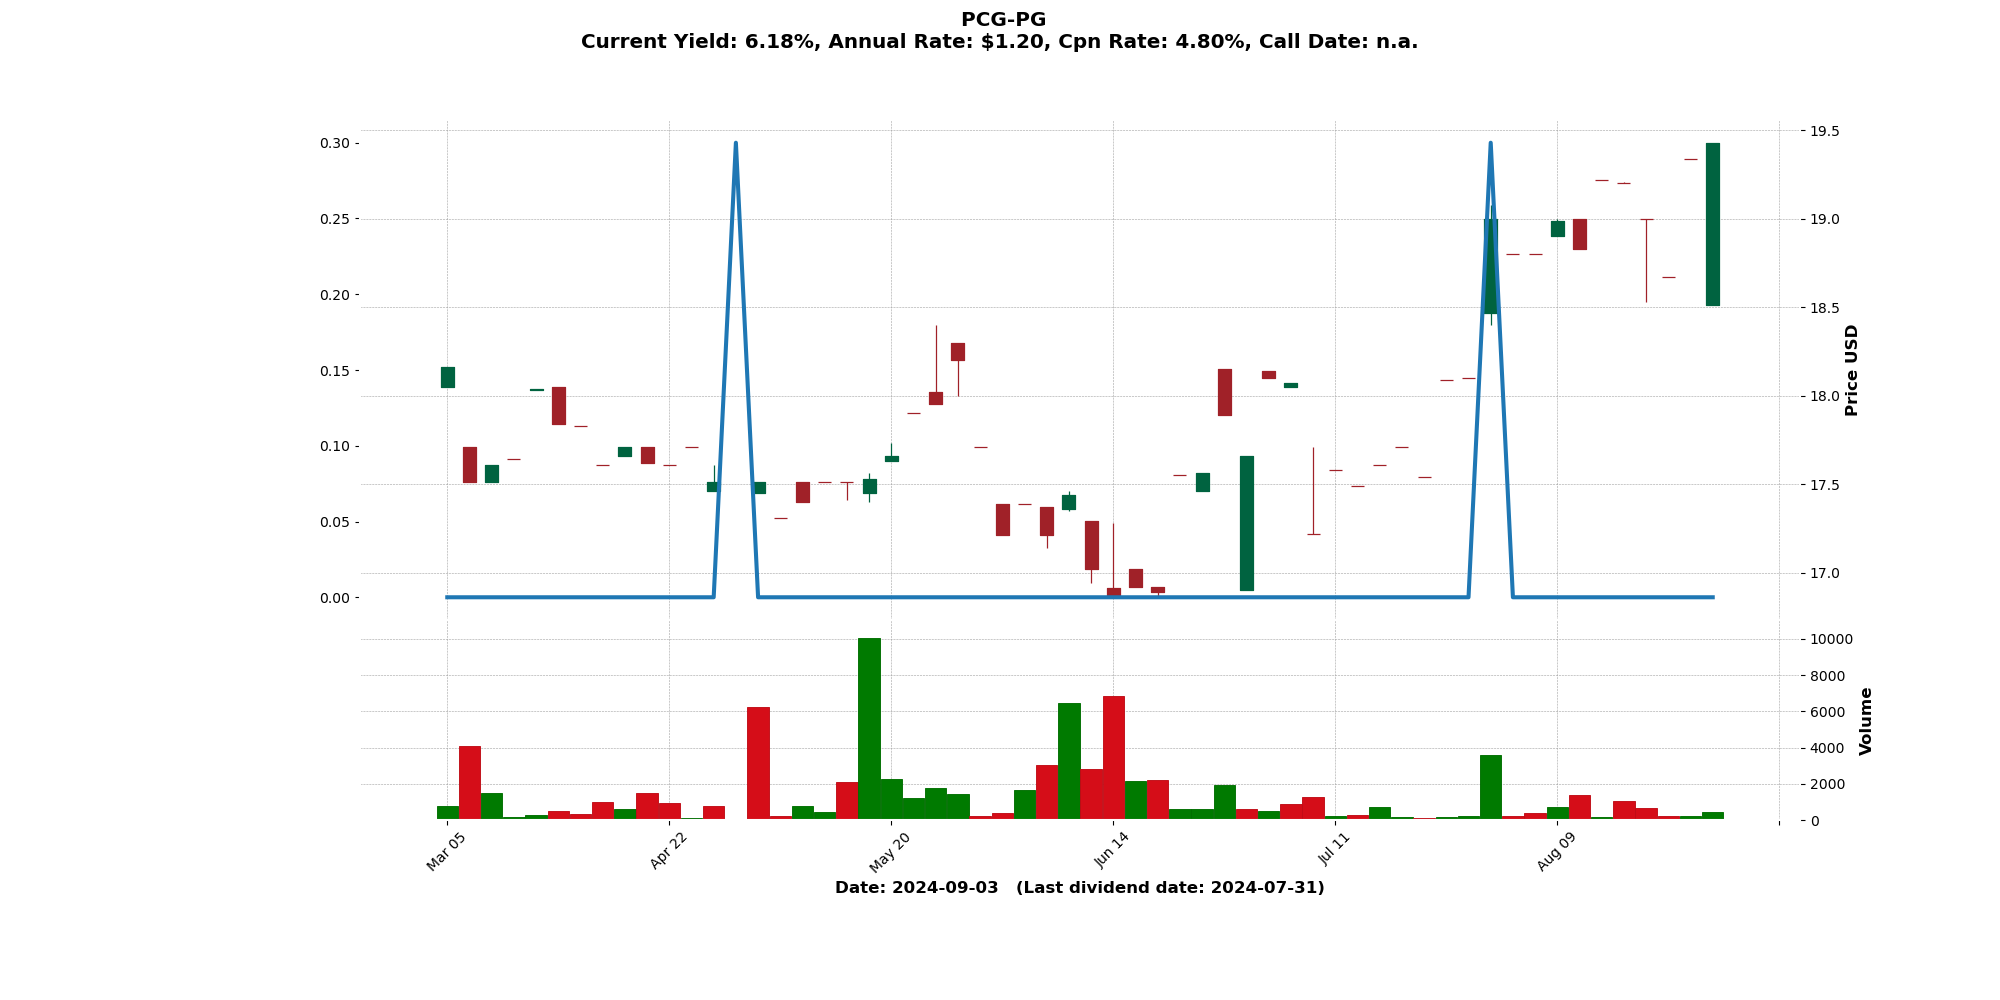 PCG-PG
Current Yield: 6.18%, Annual Rate: $1.20, Cpn Rate: 4.80%, Call Date: n.a.
0.30
0.25
0.20
0.15
0.10
0.05
0.00
19.5
19.0
18.5
18.0
17.5
17.0
Price USD
10000
8000
6000
4000
2000
0
Volume
Mar 05
Apr 22
May 20
Jun 14
Jul 11
Aug 09
Date: 2024-09-03 (Last dividend date: 2024-07-31)